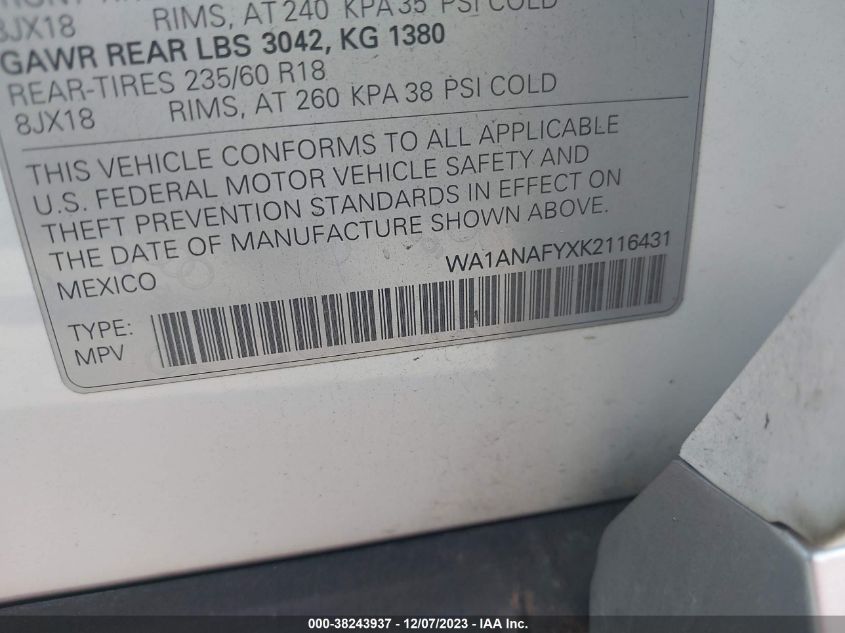 8JX18 RIMS, AT 240 KPA 35 PSI COLD
GAWR REAR LBS 3042, KG 1380
REAR-TIRES 235/60 R18
8JX18 RIMS, AT 260 KPA 38 PSI COLD
THIS VEHICLE CONFORMS TO ALL APPLICABLE
U.S. FEDERAL MOTOR VEHICLE SAFETY AND
THEFT PREVENTION STANDARDS IN EFFECT ON
THE DATE OF MANUFACTURE SHOWN ABOVE.
MEXICO WA1ANAFYXK2116431
TYPE:
MPV
000-38243937 - 12/07/2023 - IAA Inc.